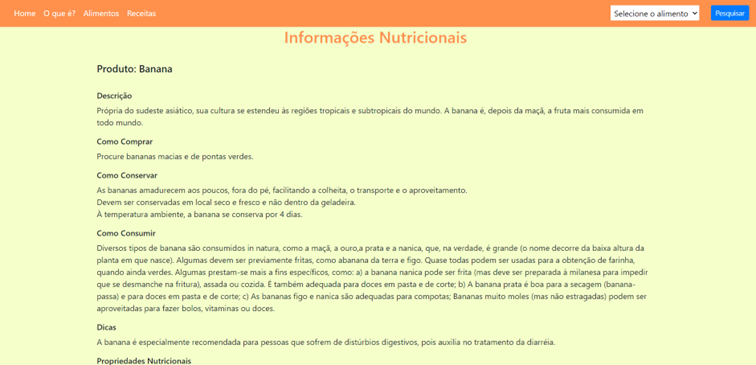 Home O que é? Alimentos Receitas Selecione o alimento Pesquisar
Informações Nutricionais
Produto: Banana
Descrição
Própria do sudeste asiático, sua cultura se estendeu às regiões tropicais e subtropicais do mundo. A banana é, depois da maçã, a fruta mais consumida em
todo mundo.
Como Comprar
Procure bananas macias e de pontas verdes.
Como Conservar
As bananas amadurecem aos poucos, fora do pé, facilitando a colheita, o transporte e o aproveitamento.
Devem ser conservadas em local seco e fresco e não dentro da geladeira.
À temperatura ambiente, a banana se conserva por 4 dias.
Como Consumir
Diversos tipos de banana são consumidos in natura, como a maçã, a ouro,a prata e a nanica, que, na verdade, é grande (o nome decorre da baixa altura da
planta em que nasce). Algumas devem ser previamente fritas, como abanana da terra e figo. Quase todas podem ser usadas para a obtenção de farinha,
quando ainda verdes. Algumas prestam-se mais a fins específicos, como: a) a banana nanica pode ser frita (mas deve ser preparada à milanesa para impedir
que se desmanche na fritura), assada ou cozida. É também adequada para doces em pasta e de corte; b) A banana prata é boa para a secagem (banana-
passa) e para doces em pasta e de corte; c) As bananas figo e nanica são adequadas para compotas; Bananas muito moles (mas não estragadas) podem ser
aproveitadas para fazer bolos, vitaminas ou doces.
Dicas
A banana é especialmente recomendada para pessoas que sofrem de distúrbios digestivos, pois auxilia no tratamento da diarréia.
Propriedades Nutricionais